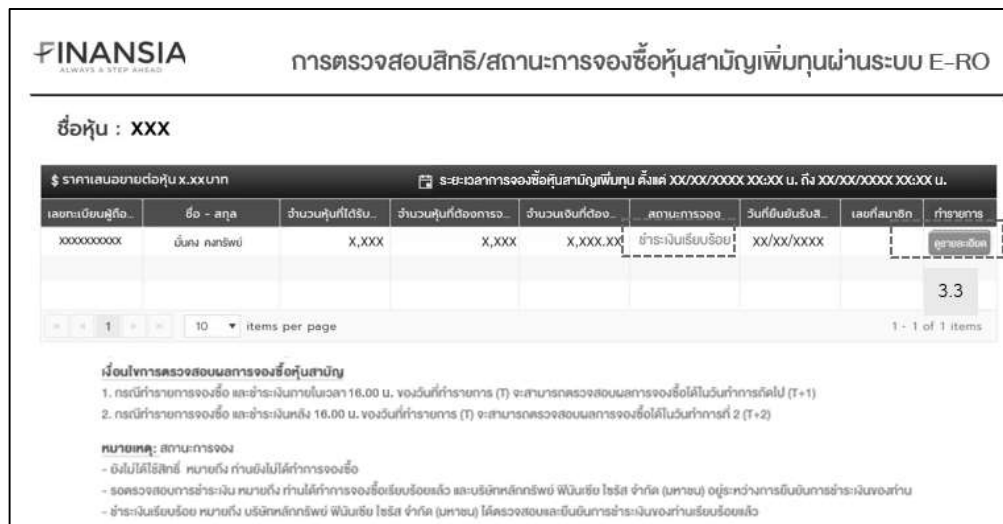 FINANSIA
ALWAYS A STEP AHEAD
การตรวจสอบสิทธิ/สถานะการจองซื้อหุ้นสามัญเพิ่มทุนผ่านระบบ E-RO
ชื่อหุ้น : XXX
$ ราคาเสนอขายต่อหุ้น x.xxบาท ระยะเวลาการจองซื้อหุ้นสามัญเพิ่มทุน ตั้งแต่ XX/XX/XXXX XX:XX น. ถึง XX/XX/XXXX XX:XX น.
เลขทะเบียนผู้ถือ... ชื่อ - สกุล จำนวนหุ้นที่ได้รับ... จำนวนหุ้นที่ต้องการจ... จำนวนเงินที่ต้อง... สถานะการจอง วันที่ยืนยันรับสิ... เลขที่สมาชิก ทำรายการ
XXXXXXXXXX มั่นคง คงทรัพย์ X,XXX X,XXX X,XXX.XX ชำระเงินเรียบร้อย XX/XX/XXXX ดูรายละเอียด
3.3
1 10 items per page 1 - 1 of 1 items
เงื่อนไขการตรวจสอบผลการจองซื้อหุ้นสามัญ
1. กรณีทำรายการจองซื้อ และชำระเงินภายในเวลา 16.00 น. ของวันที่ทำรายการ (T) จะสามารถตรวจสอบผลการจองซื้อได้ในวันทำการถัดไป (T+1)
2. กรณีทำรายการจองซื้อ และชำระเงินหลัง 16.00 น. ของวันที่ทำรายการ (T) จะสามารถตรวจสอบผลการจองซื้อได้ในวันทำการที่ 2 (T+2)
หมายเหตุ: สถานะการจอง
- ยังไม่ได้ใช้สิทธิ์ หมายถึง ท่านยังไม่ได้ทำการจองซื้อ
- รอตรวจสอบการชำระเงิน หมายถึง ท่านได้ทำการจองซื้อเรียบร้อยแล้ว และบริษัทหลักทรัพย์ ฟินันเซีย ไซรัส จำกัด (มหาชน) อยู่ระหว่างการยืนยันการชำระเงินของท่าน
- ชำระเงินเรียบร้อย หมายถึง บริษัทหลักทรัพย์ ฟินันเซีย ไซรัส จำกัด (มหาชน) ได้ตรวจสอบและยืนยันการชำระเงินของท่านเรียบร้อยแล้ว